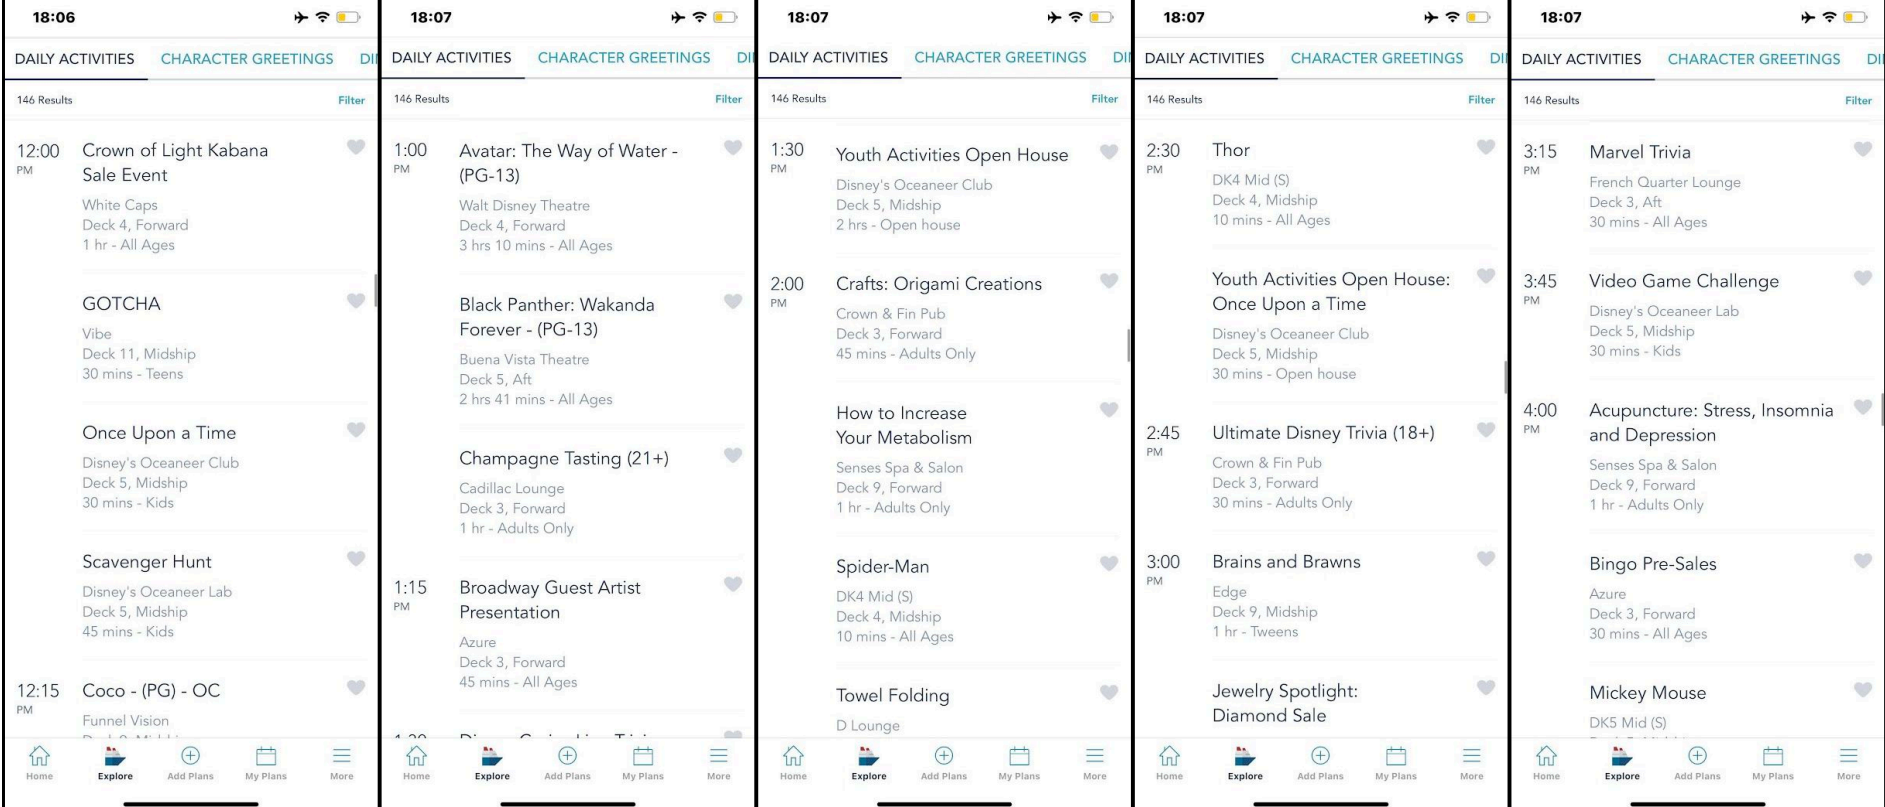 18:06
DAILY ACTIVITIES
CHARACTER GREETINGS
146 Results
Filter
12:00
PM
Crown of Light Kabana
Sale Event
White Caps
Deck 4, Forward
1 hr - All Ages
GOTCHA
Vibe
Deck 11, Midship
30 mins - Teens
Once Upon a Time
Disney's Oceaneer Club
Deck 5, Midship
30 mins - Kids
Scavenger Hunt
Disney's Oceaneer Lab
Deck 5, Midship
45 mins - Kids
12:15
PM
Coco - (PG) - OC
Funnel Vision
Home
Explore
Add Plans
My Plans
More
18:07
DAILY ACTIVITIES
CHARACTER GREETINGS
146 Results
Filter
1:00
PM
Avatar: The Way of Water -
(PG-13)
Walt Disney Theatre
Deck 4, Forward
3 hrs 10 mins - All Ages
Black Panther: Wakanda
Forever - (PG-13)
Buena Vista Theatre
Deck 5, Aft
2 hrs 41 mins - All Ages
Champagne Tasting (21+)
Cadillac Lounge
Deck 3, Forward
1 hr - Adults Only
1:15
PM
Broadway Guest Artist
Presentation
Azure
Deck 3, Forward
45 mins - All Ages
Home
Explore
Add Plans
My Plans
More
18:07
DAILY ACTIVITIES
CHARACTER GREETINGS
146 Results
Filter
1:30
PM
Youth Activities Open House
Disney's Oceaneer Club
Deck 5, Midship
2 hrs - Open house
2:00
PM
Crafts: Origami Creations
Crown & Fin Pub
Deck 3, Forward
45 mins - Adults Only
How to Increase
Your Metabolism
Senses Spa & Salon
Deck 9, Forward
1 hr - Adults Only
Spider-Man
DK4 Mid (S)
Deck 4, Midship
10 mins - All Ages
Towel Folding
D Lounge
Home
Explore
Add Plans
My Plans
More
18:07
DAILY ACTIVITIES
CHARACTER GREETINGS
146 Results
Filter
2:30
PM
Thor
DK4 Mid (S)
Deck 4, Midship
10 mins - All Ages
Youth Activities Open House:
Once Upon a Time
Disney's Oceaneer Club
Deck 5, Midship
30 mins - Open house
2:45
PM
Ultimate Disney Trivia (18+)
Crown & Fin Pub
Deck 3, Forward
30 mins - Adults Only
3:00
PM
Brains and Brawns
Edge
Deck 9, Midship
1 hr - Tweens
Jewelry Spotlight:
Diamond Sale
Home
Explore
Add Plans
My Plans
More
18:07
DAILY ACTIVITIES
CHARACTER GREETINGS
146 Results
Filter
3:15
PM
Marvel Trivia
French Quarter Lounge
Deck 3, Aft
30 mins - All Ages
3:45
PM
Video Game Challenge
Disney's Oceaneer Lab
Deck 5, Midship
30 mins - Kids
4:00
PM
Acupuncture: Stress, Insomnia
and Depression
Senses Spa & Salon
Deck 9, Forward
1 hr - Adults Only
Bingo Pre-Sales
Azure
Deck 3, Forward
30 mins - All Ages
Mickey Mouse
DK5 Mid (S)
Home
Explore
Add Plans
My Plans
More